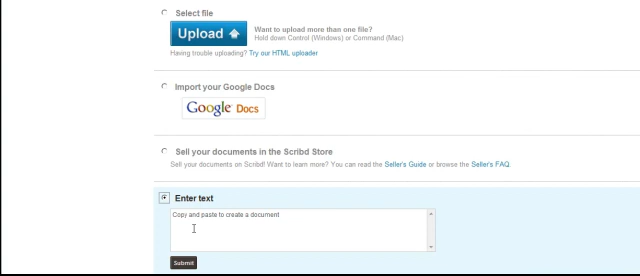 Select file
Upload
Want to upload more than one file?
Hold down Control (Windows) or Command (Mac)
Having trouble uploading? Try our HTML uploader
Import your Google Docs
Google Docs
Sell your documents in the Scribd Store
Sell your documents on Scribd! Want to learn more? You can read the Seller's Guide or browse the Seller's FAQ
Enter text
Copy and paste to create a document
Submit